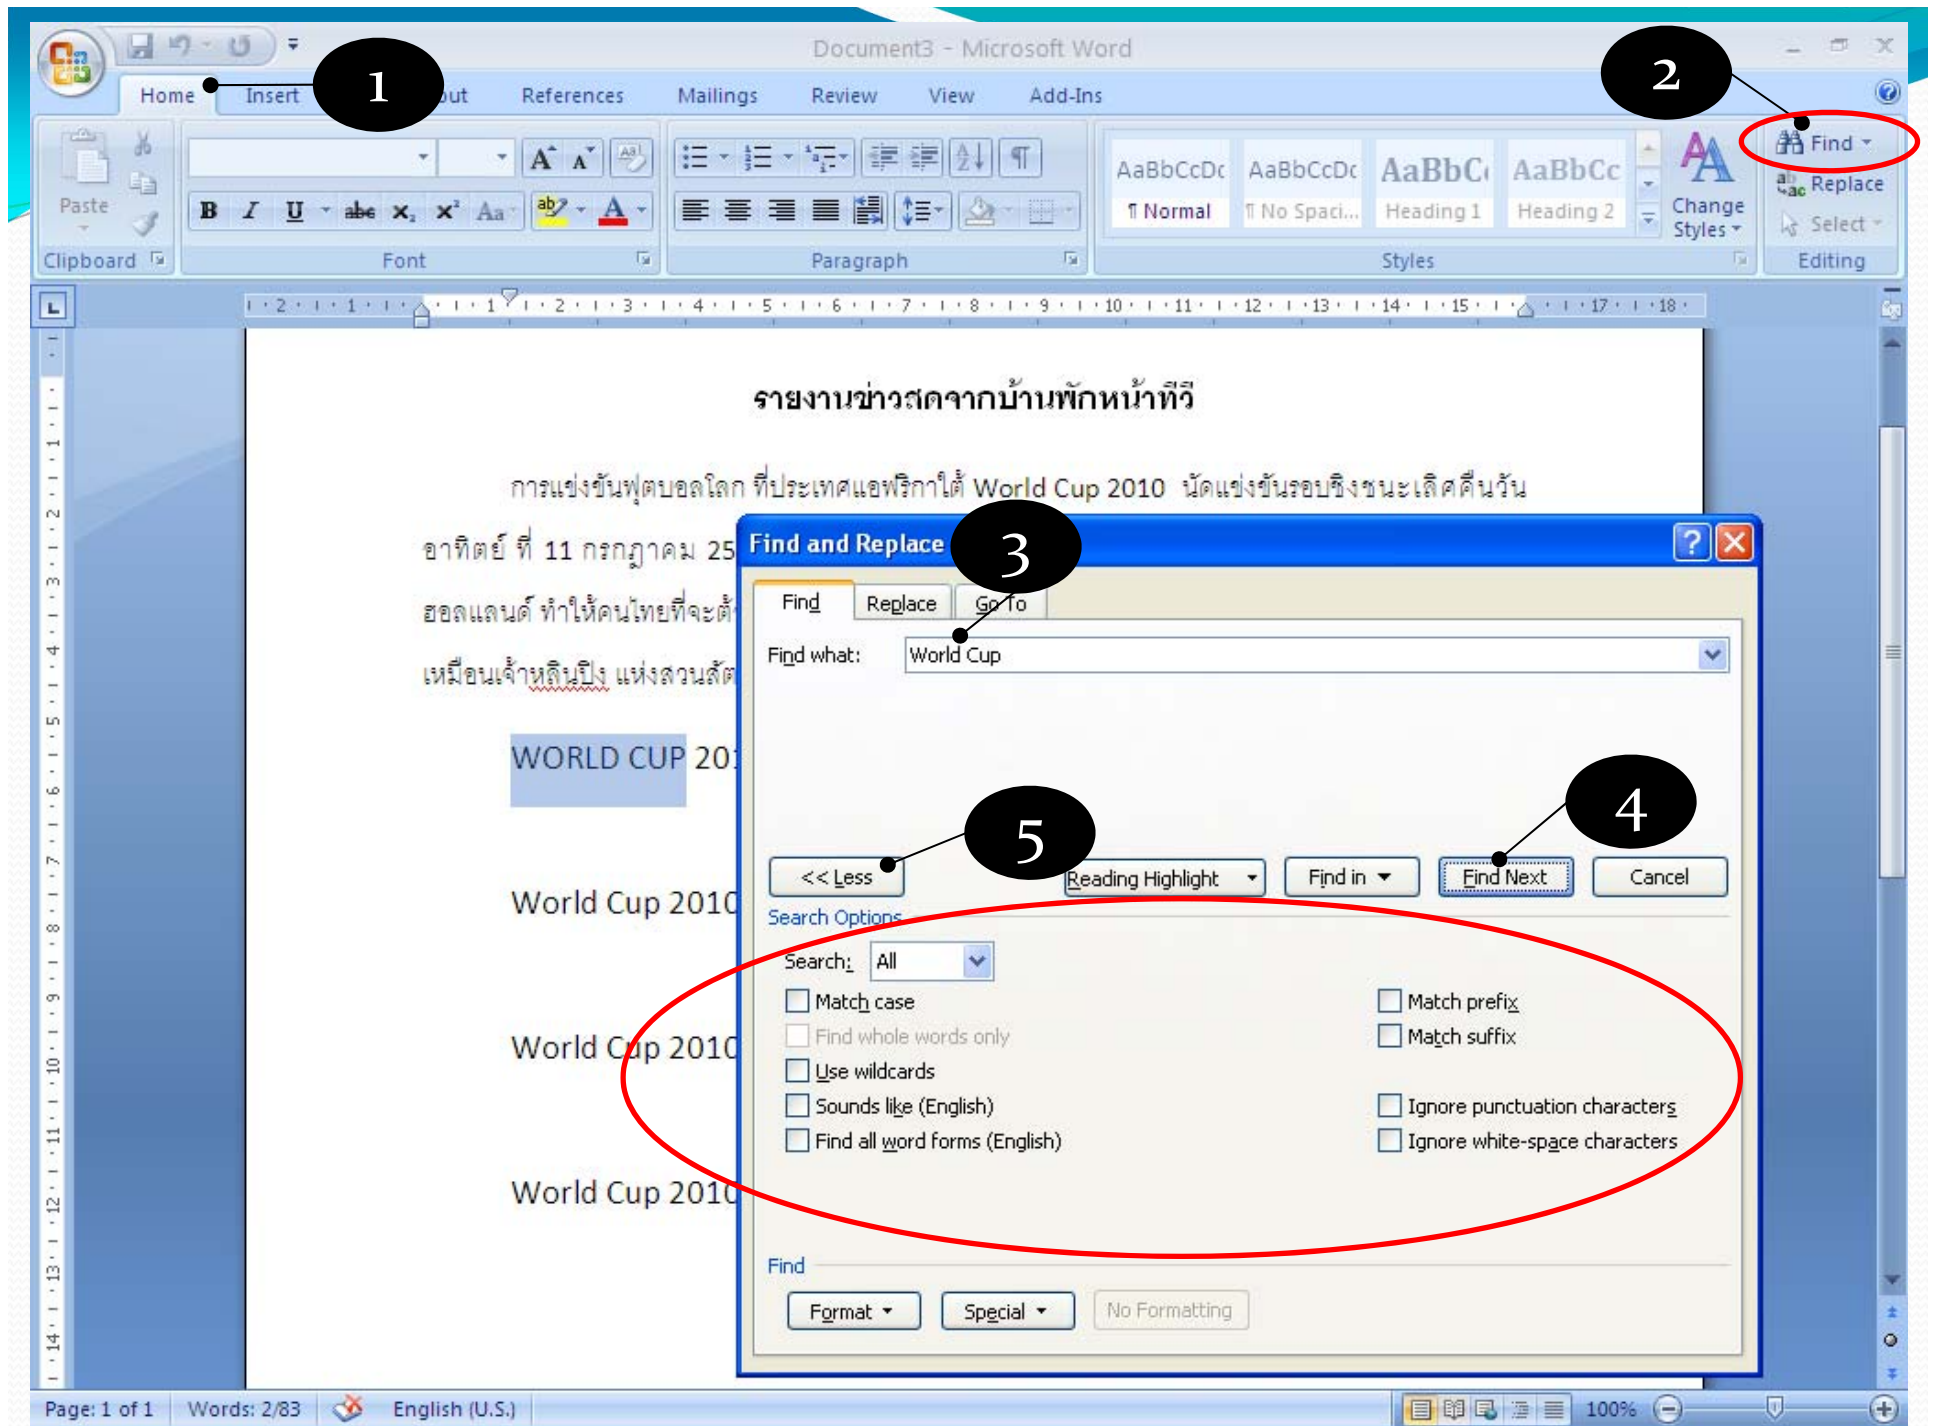 Document3 - Microsoft Word
1
2
Home Insert out References Mailings Review View Add-Ins
Find
Replace
Select
Editing
Paste
Clipboard
B I U abc x₂ x² Aa ab A
Font
Paragraph
AaBbCcDc AaBbCcDc AaBbC AaBbCc
¶ Normal ¶ No Spaci... Heading 1 Heading 2
Change Styles
Styles
รายงานข่าวสดจากบ้านพักหน้าทีวี
การแข่งขันฟุตบอลโลก ที่ประเทศแอฟริกาใต้ World Cup 2010 นัดแข่งขันรอบชิงชนะเลิศคืนวัน
อาทิตย์ ที่ 11 กรกฎาคม 25
ฮอลแลนด์ ทำให้คนไทยที่จะต้
เหมือนเจ้าหลินปิง แห่งสวนสัต
WORLD CUP 201
World Cup 2010
World Cup 2010
World Cup 2010
Find and Replace
3
Find Replace Go To
Find what: World Cup
4
5
<< Less Reading Highlight Find in Find Next Cancel
Search Options
Search: All
Match case Match prefix
Find whole words only Match suffix
Use wildcards
Sounds like (English) Ignore punctuation characters
Find all word forms (English) Ignore white-space characters
Find
Format Special No Formatting
Page: 1 of 1 Words: 2/83 English (U.S.) 100%